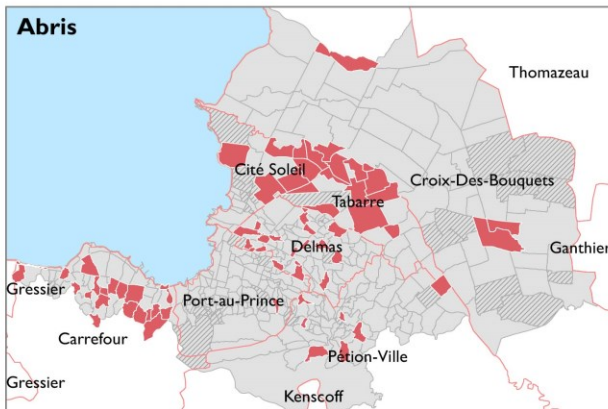 Abris
Thomazeau
Cité Soleil
Croix-Des-Bouquets
Tabarre
Delmas
Ganthier
Gressier
Port-au-Prince
Carrefour
Pétion-Ville
Gressier
Kenscoff